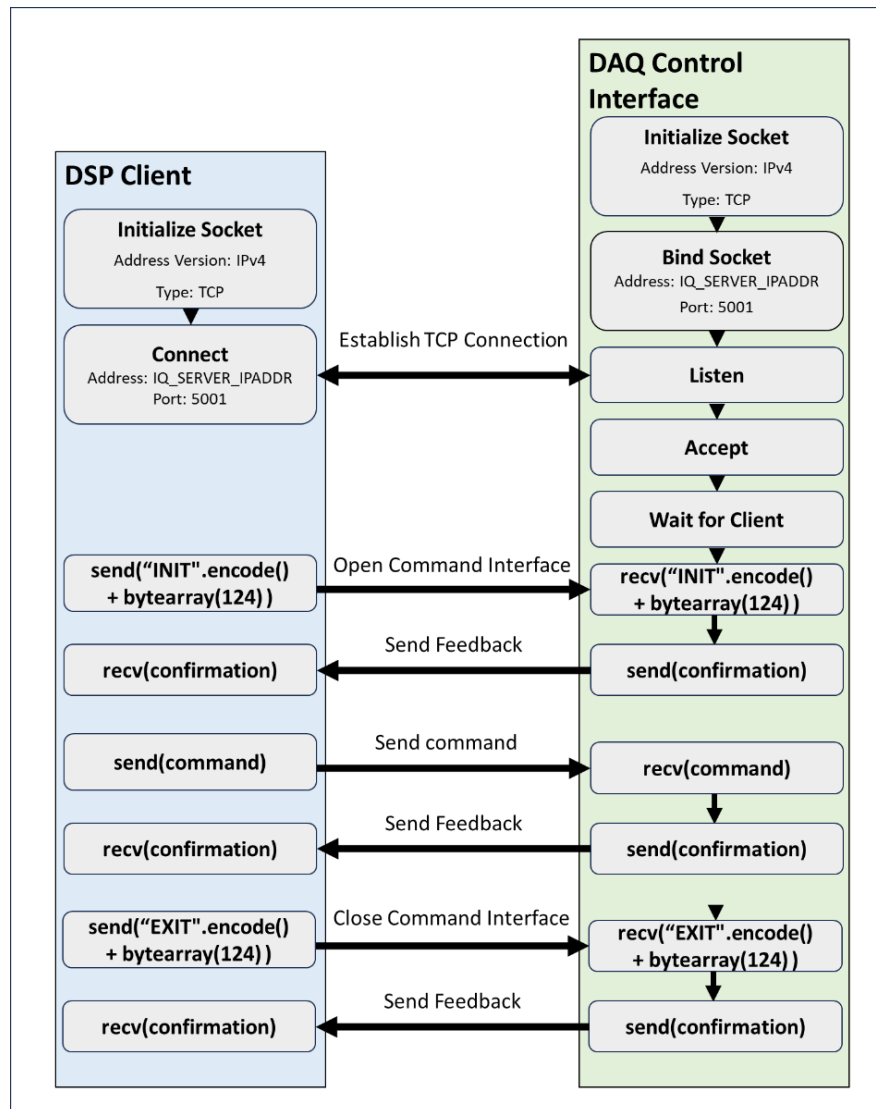 DAQ Control
Interface
Initialize Socket
Address Version: IPv4
Type: TCP
DSP Client
Initialize Socket
Address Version: IPv4
Type: TCP
Bind Socket
Address: IQ_SERVER_IPADDR
Port: 5001
Establish TCP Connection
Connect
Address: IQ_SERVER_IPADDR
Port: 5001
Listen
Accept
Wait for Client
send(“INIT".encode()
+ bytearray(124) )
Open Command Interface
recv(“INIT".encode()
+ bytearray(124) )
Send Feedback
recv(confirmation)
send(confirmation)
Send command
send(command)
recv(command)
Send Feedback
recv(confirmation)
send(confirmation)
send(“EXIT".encode()
+ bytearray(124) )
Close Command Interface
recv(“EXIT".encode()
+ bytearray(124) )
Send Feedback
recv(confirmation)
send(confirmation)